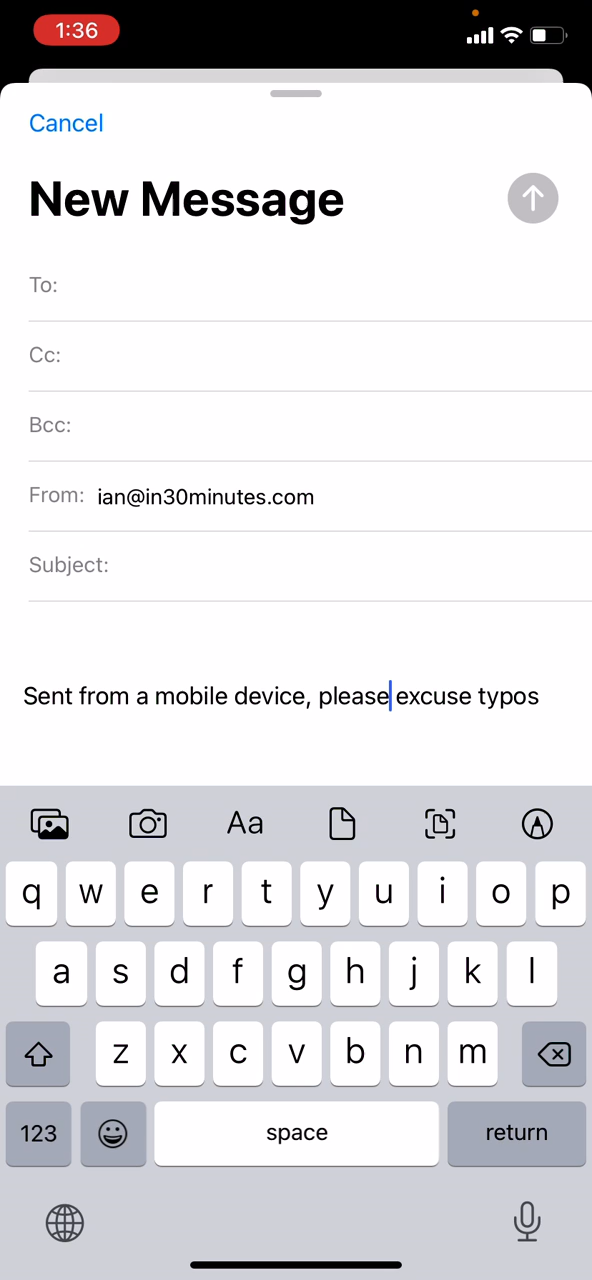 1:36
Cancel
New Message
To:
Cc:
Bcc:
From: ian@in30minutes.com
Subject:
Sent from a mobile device, please excuse typos
Aa
q w e r t y u i o p
a s d f g h j k l
z x c v b n m
123 space return